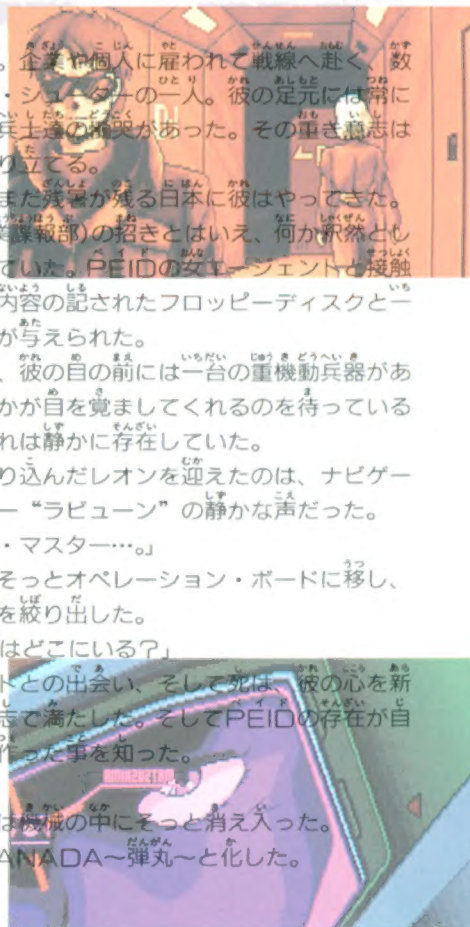 。企業や個人に雇われて戦線へ赴く、数
・シューターの一人。彼の足元には常に
兵士達の慟哭があった。その重き意志は
り立てる。
また残暑が残る日本に彼はやってきた。
業諜報部)の招きとはいえ、何か釈然とし
ていた。PEIDの女エージェントと接触
内容の記されたフロッピーディスクと一
が与えられた。
、彼の目の前には一台の重機動兵器があ
かが目を覚ましてくれるのを待っている
れは静かに存在していた。
り込んだレオンを迎えたのは、ナビゲー
ー“ラビューン”の静かな声だった。
・マスター…。」
そっとオペレーション・ボードに移し、
を絞り出した。
はどこにいる?」
トとの出会い、そして死は、彼の心を新
志で満たした。そしてPEIDの存在が自
作った事を知った。
は機械の中にそっと消え入った。
ANADA〜弾丸〜と化した。